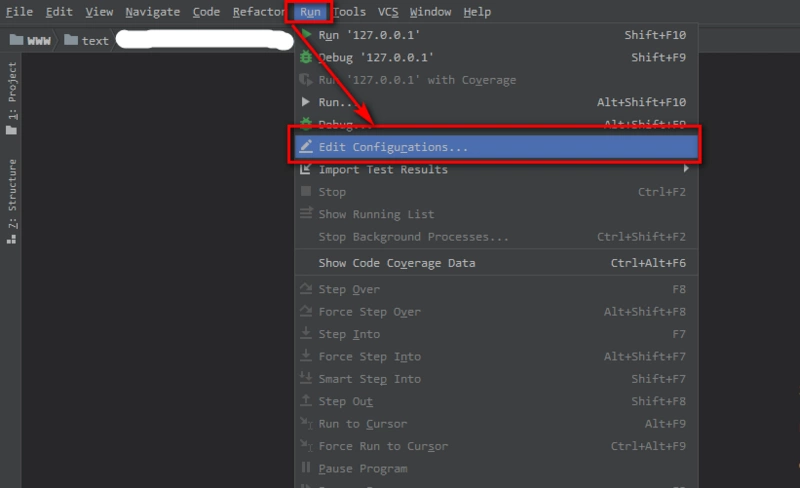 File Edit View Navigate Code Refactor Run Tools VCS Window Help
WWW text
1: Project
7: Structure
Run '127.0.0.1' Shift+F10
Debug '127.0.0.1' Shift+F9
Run '127.0.0.1' with Coverage
Run... Alt+Shift+F10
Debug... Alt+Shift+F9
Edit Configurations...
Import Test Results
Stop Ctrl+F2
Show Running List
Stop Background Processes... Ctrl+Shift+F2
Show Code Coverage Data Ctrl+Alt+F6
Step Over F8
Force Step Over Alt+Shift+F8
Step Into F7
Force Step Into Alt+Shift+F7
Smart Step Into Shift+F7
Step Out Shift+F8
Run to Cursor Alt+F9
Force Run to Cursor Ctrl+Alt+F9
Pause Program